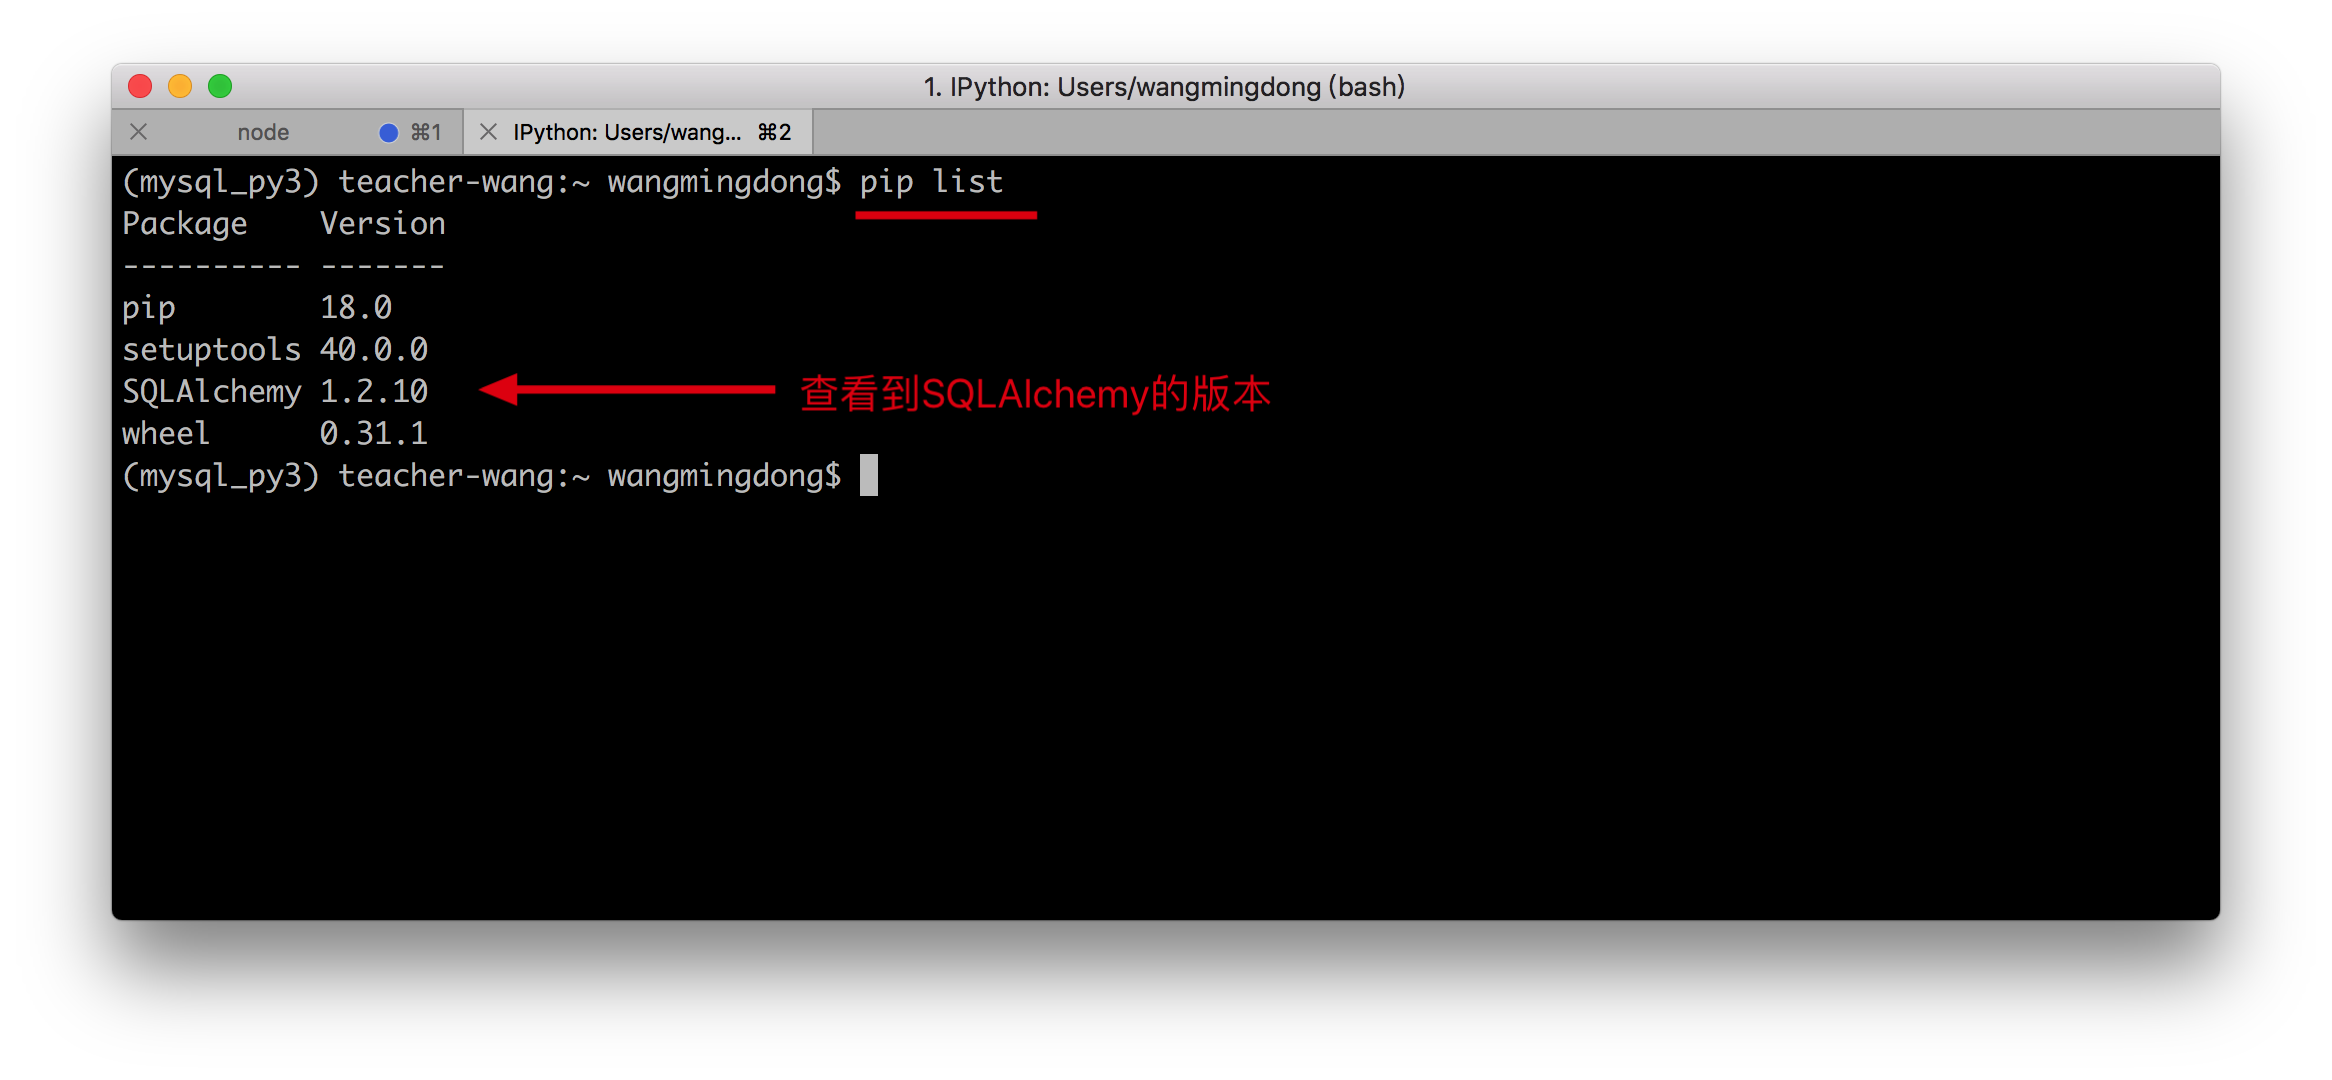 1. IPython: Users/wangmingdong (bash)
node ⌘1 IPython: Users/wang... ⌘2
(mysql_py3) teacher-wang:~ wangmingdong$ pip list
Package    Version
---------- -------
pip        18.0
setuptools 40.0.0
SQLAlchemy 1.2.10 查看到SQLAlchemy的版本
wheel      0.31.1
(mysql_py3) teacher-wang:~ wangmingdong$